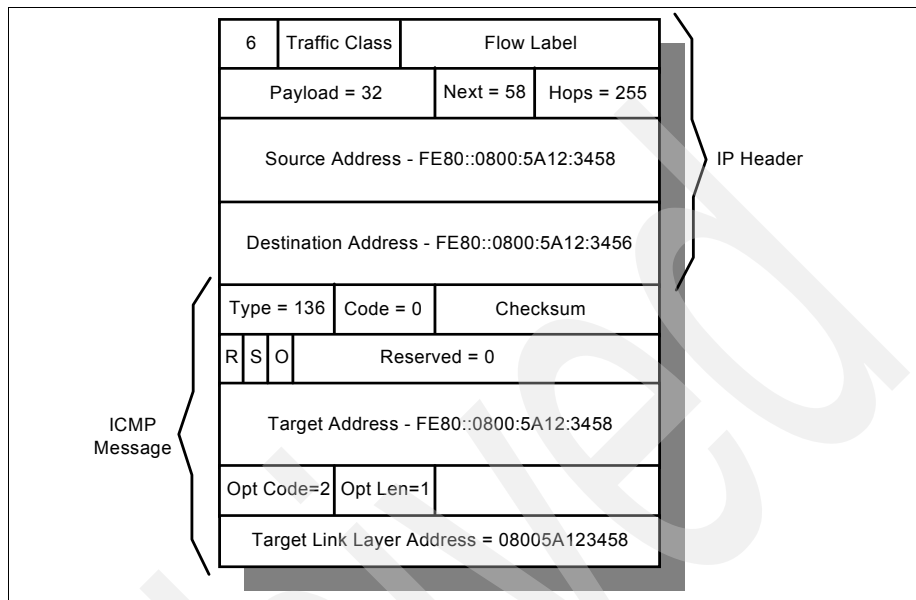 6 Traffic Class Flow Label
Payload = 32 Next = 58 Hops = 255
Source Address - FE80::0800:5A12:3458
IP Header
Destination Address - FE80::0800:5A12:3456
Type = 136 Code = 0 Checksum
R S O Reserved = 0
ICMP
Message
Target Address - FE80::0800:5A12:3458
Opt Code=2 Opt Len=1
Target Link Layer Address = 08005A123458